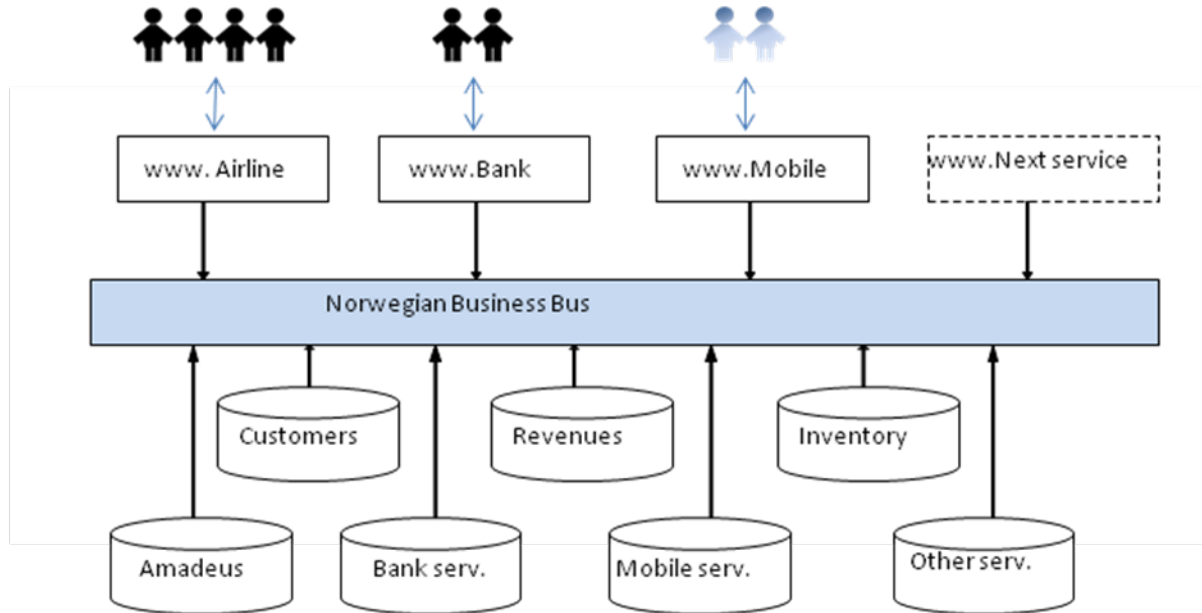 www. Airline
www.Bank
www.Mobile
www.Next service
Norwegian Business Bus
Customers
Revenues
Inventory
Amadeus
Bank serv.
Mobile serv.
Other serv.